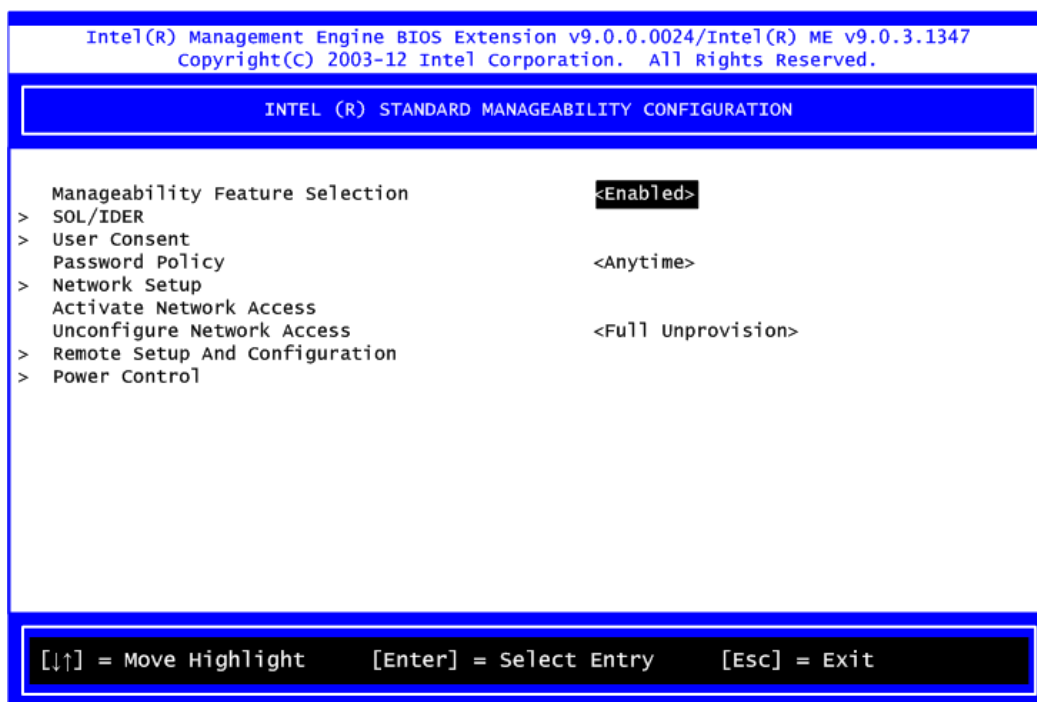 Intel(R) Management Engine BIOS Extension v9.0.0.0024/Intel(R) ME v9.0.3.1347
Copyright(C) 2003-12 Intel Corporation.  All Rights Reserved.
INTEL (R) STANDARD MANAGEABILITY CONFIGURATION
Manageability Feature Selection <Enabled>
> SOL/IDER
> User Consent
Password Policy <Anytime>
> Network Setup
Activate Network Access
Unconfigure Network Access <Full Unprovision>
> Remote Setup And Configuration
> Power Control
[↓↑] = Move Highlight [Enter] = Select Entry [Esc] = Exit